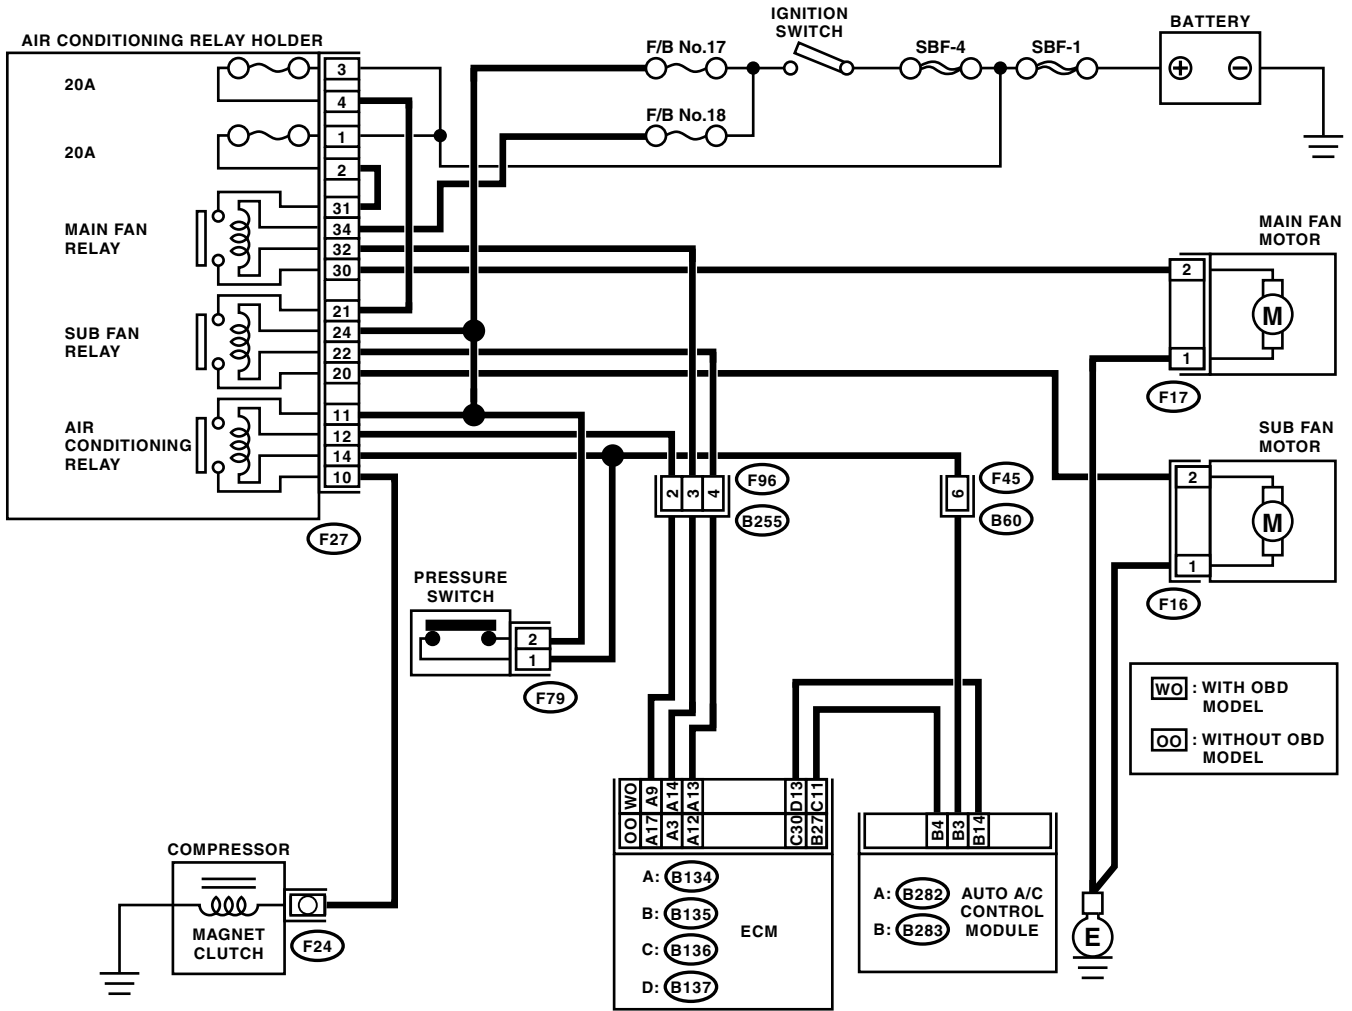 AIR CONDITIONING RELAY HOLDER
20A
20A
MAIN FAN
RELAY
SUB FAN
RELAY
AIR
CONDITIONING
RELAY
3
4
1
2
31
34
32
30
21
24
22
20
11
12
14
10
F27
F/B No.17
F/B No.18
IGNITION
SWITCH
SBF-4
SBF-1
BATTERY
MAIN FAN
MOTOR
2
1
M
F17
SUB FAN
MOTOR
2
1
M
F16
2
3
4
F96
B255
6
F45
B60
PRESSURE
SWITCH
2
1
F79
WO : WITH OBD
MODEL
OO : WITHOUT OBD
MODEL
COMPRESSOR
MAGNET
CLUTCH
F24
WO A9 A14 A13 D13 C11
OO A17 A3 A12 C30 B27
A: B134
B: B135
C: B136
D: B137
ECM
B4 B3 B14
A: B282
B: B283
AUTO A/C
CONTROL
MODULE
E